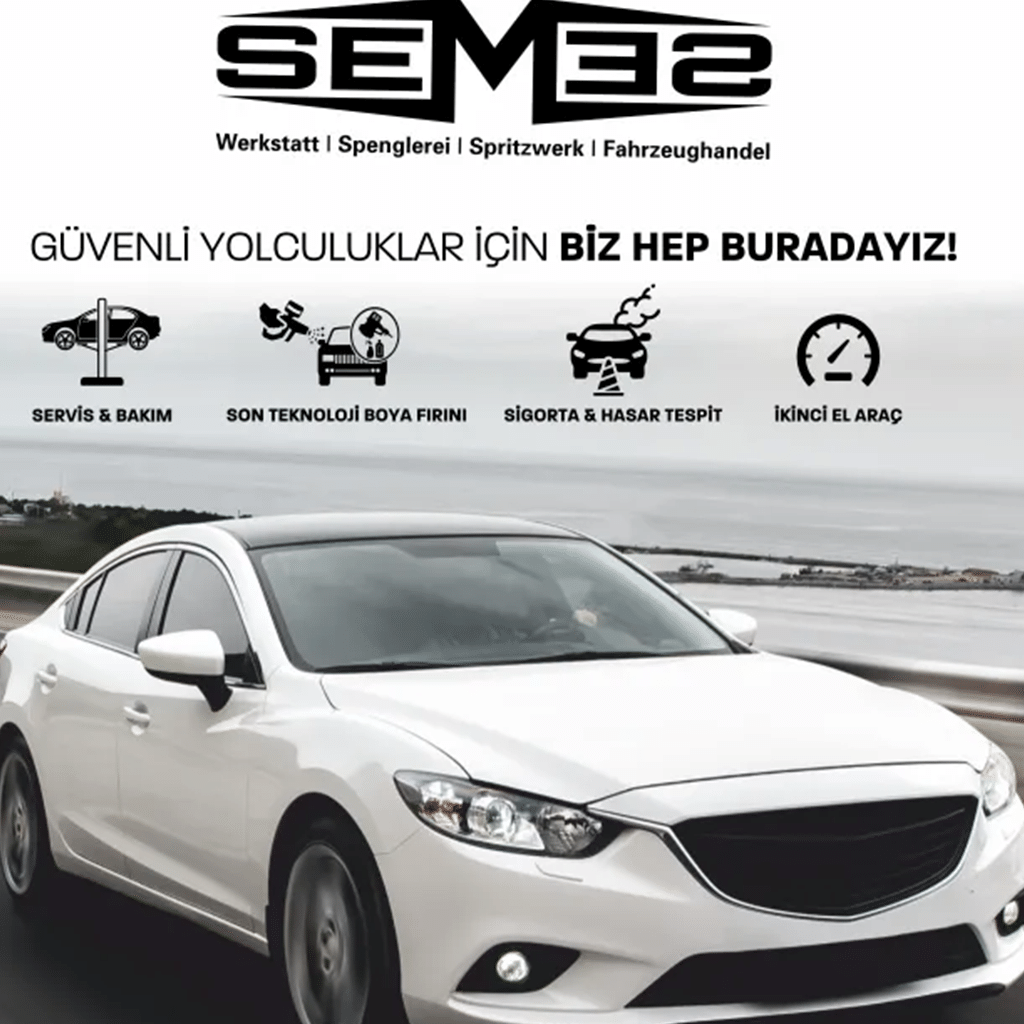 SEMES
Werkstatt | Spenglerei | Spritzwerk | Fahrzeughandel
GÜVENLİ YOLCULUKLAR İÇİN BİZ HEP BURADAYIZ!
SERVİS & BAKIM
SON TEKNOLOJİ BOYA FIRINI
SİGORTA & HASAR TESPİT
İKİNCİ EL ARAÇ